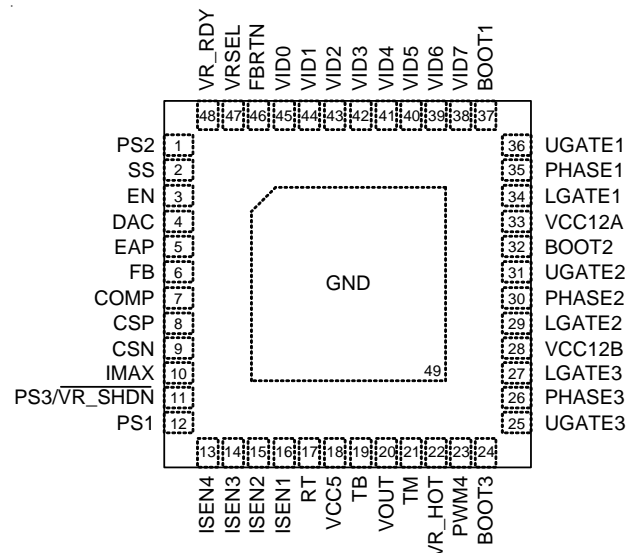 VR_RDY
VRSEL
FBRTN
VID0
VID1
VID2
VID3
VID4
VID5
VID6
VID7
BOOT1
48 47 46 45 44 43 42 41 40 39 38 37
PS2 1
SS 2
EN 3
DAC 4
EAP 5
FB 6
COMP 7
CSP 8
CSN 9
IMAX 10
PS3/VR_SHDN 11
PS1 12
GND
49
36 UGATE1
35 PHASE1
34 LGATE1
33 VCC12A
32 BOOT2
31 UGATE2
30 PHASE2
29 LGATE2
28 VCC12B
27 LGATE3
26 PHASE3
25 UGATE3
13 14 15 16 17 18 19 20 21 22 23 24
ISEN4
ISEN3
ISEN2
ISEN1
RT
VCC5
TB
VOUT
TM
VR_HOT
PWM4
BOOT3